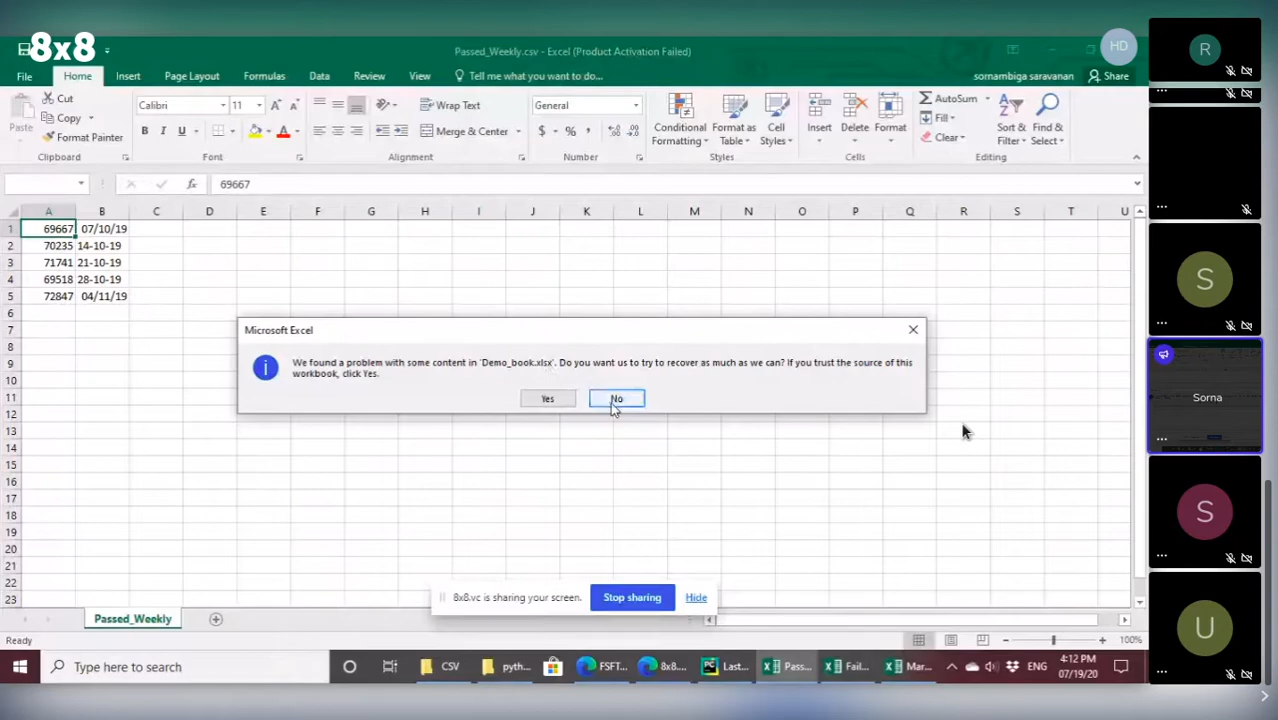 8x8
Passed_Weekly.csv - Excel (Product Activation Failed)
HD
File Home Insert Page Layout Formulas Data Review View Tell me what you want to do... sornambiga saravanan Share
Cut
Copy
Format Painter
Paste
Clipboard
Calibri 11
B I U
Font
Wrap Text
Merge & Center
Alignment
General
Number
Conditional Formatting
Format as Table
Cell Styles
Styles
Insert Delete Format
Cells
AutoSum
Fill
Clear
Sort & Filter
Find & Select
Editing
fx 69667
A B C D E F G H I J K L M N O P Q R S T U
1 69667 07/10/19
2 70235 14-10-19
3 71741 21-10-19
4 69518 28-10-19
5 72847 04/11/19
6
7
8
9
10
11
12
13
14
15
16
17
18
19
20
21
22
23
Microsoft Excel
We found a problem with some content in 'Demo_book.xlsx'. Do you want us to try to recover as much as we can? If you trust the source of this
workbook, click Yes.
Yes No
8x8.vc is sharing your screen. Stop sharing Hide
Passed_Weekly
Ready 100%
Type here to search
CSV pyth... FSFT... 8x8.... Last... Pass... Fail... Mar... ENG
4:12 PM
07/19/20
R
S
Sorna
S
U